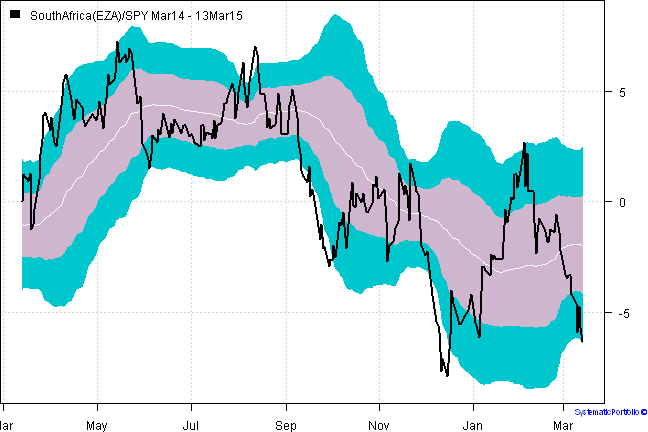 SouthAfrica(EZA)/SPY Mar14 - 13Mar15
5
0
-5
Mar May Jul Sep Nov Jan Mar
SystematicPortfolio ©